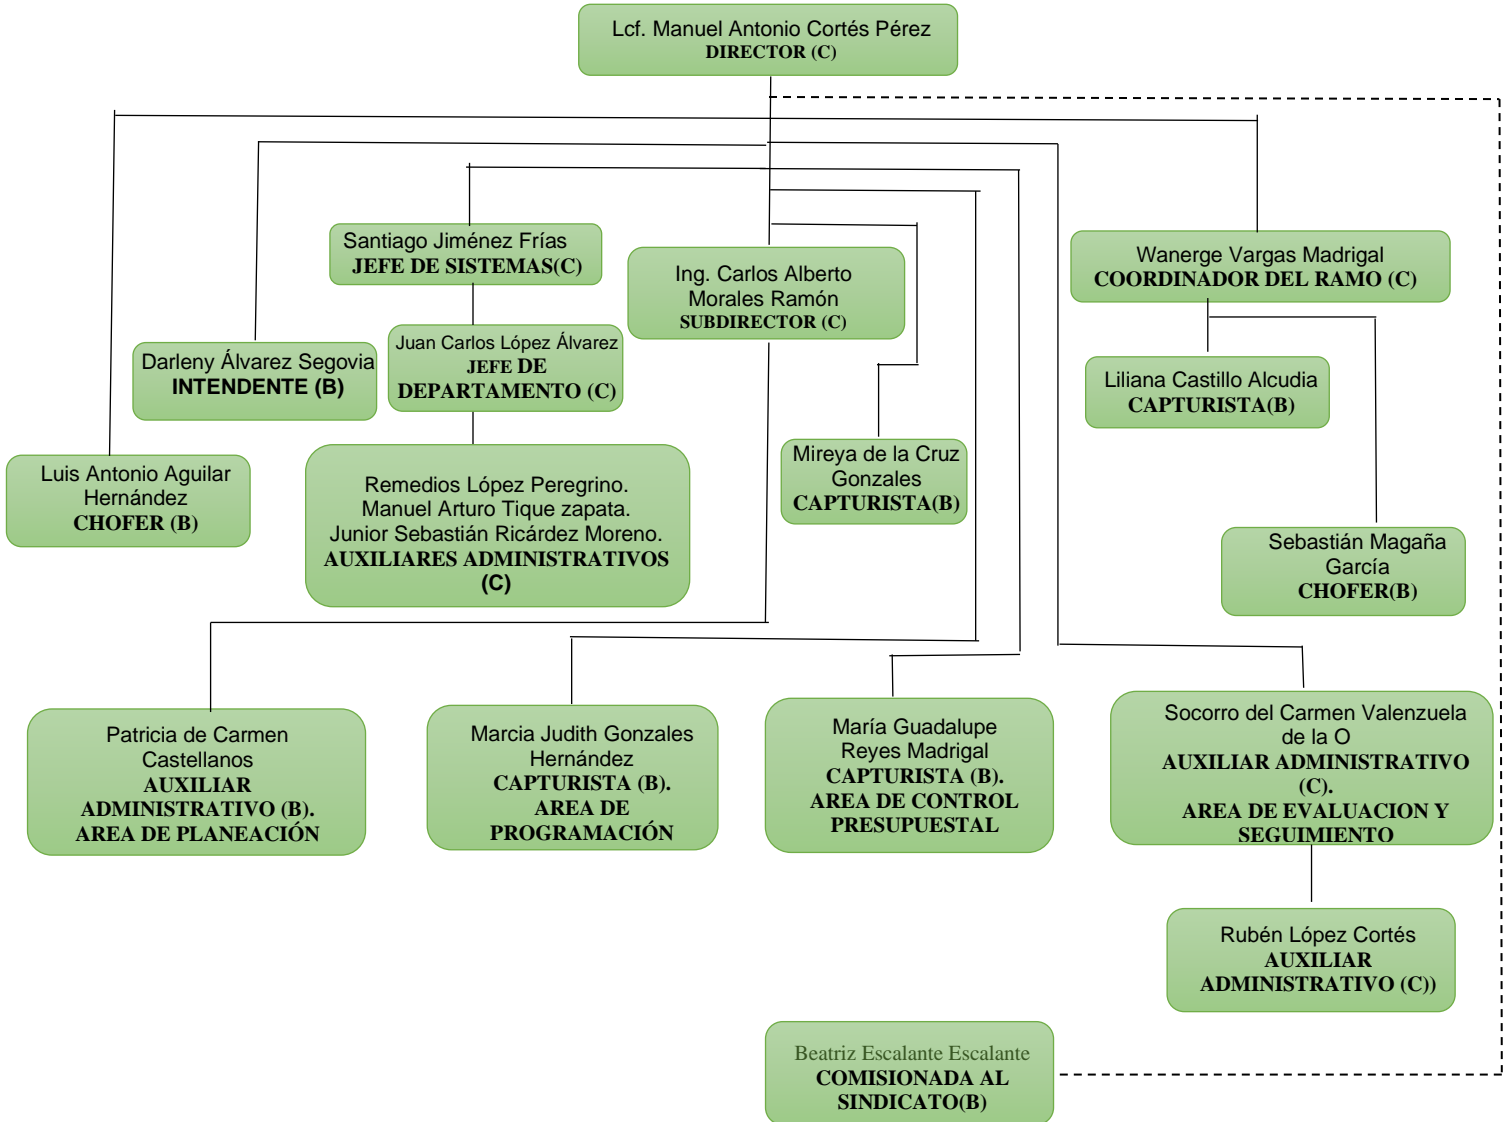 Lcf. Manuel Antonio Cortés Pérez
DIRECTOR (C)
Santiago Jiménez Frías
JEFE DE SISTEMAS(C)
Ing. Carlos Alberto
Morales Ramón
SUBDIRECTOR (C)
Wanerge Vargas Madrigal
COORDINADOR DEL RAMO (C)
Darleny Álvarez Segovia
INTENDENTE (B)
Juan Carlos López Álvarez
JEFE DE
DEPARTAMENTO (C)
Liliana Castillo Alcudia
CAPTURISTA(B)
Luis Antonio Aguilar
Hernández
CHOFER (B)
Remedios López Peregrino.
Manuel Arturo Tique zapata.
Junior Sebastián Ricárdez Moreno.
AUXILIARES ADMINISTRATIVOS
(C)
Mireya de la Cruz
Gonzales
CAPTURISTA(B)
Sebastián Magaña
García
CHOFER(B)
Patricia de Carmen
Castellanos
AUXILIAR
ADMINISTRATIVO (B).
AREA DE PLANEACIÓN
Marcia Judith Gonzales
Hernández
CAPTURISTA (B).
AREA DE
PROGRAMACIÓN
María Guadalupe
Reyes Madrigal
CAPTURISTA (B).
AREA DE CONTROL
PRESUPUESTAL
Socorro del Carmen Valenzuela
de la O
AUXILIAR ADMINISTRATIVO
(C).
AREA DE EVALUACION Y
SEGUIMIENTO
Rubén López Cortés
AUXILIAR
ADMINISTRATIVO (C))
Beatriz Escalante Escalante
COMISIONADA AL
SINDICATO(B)